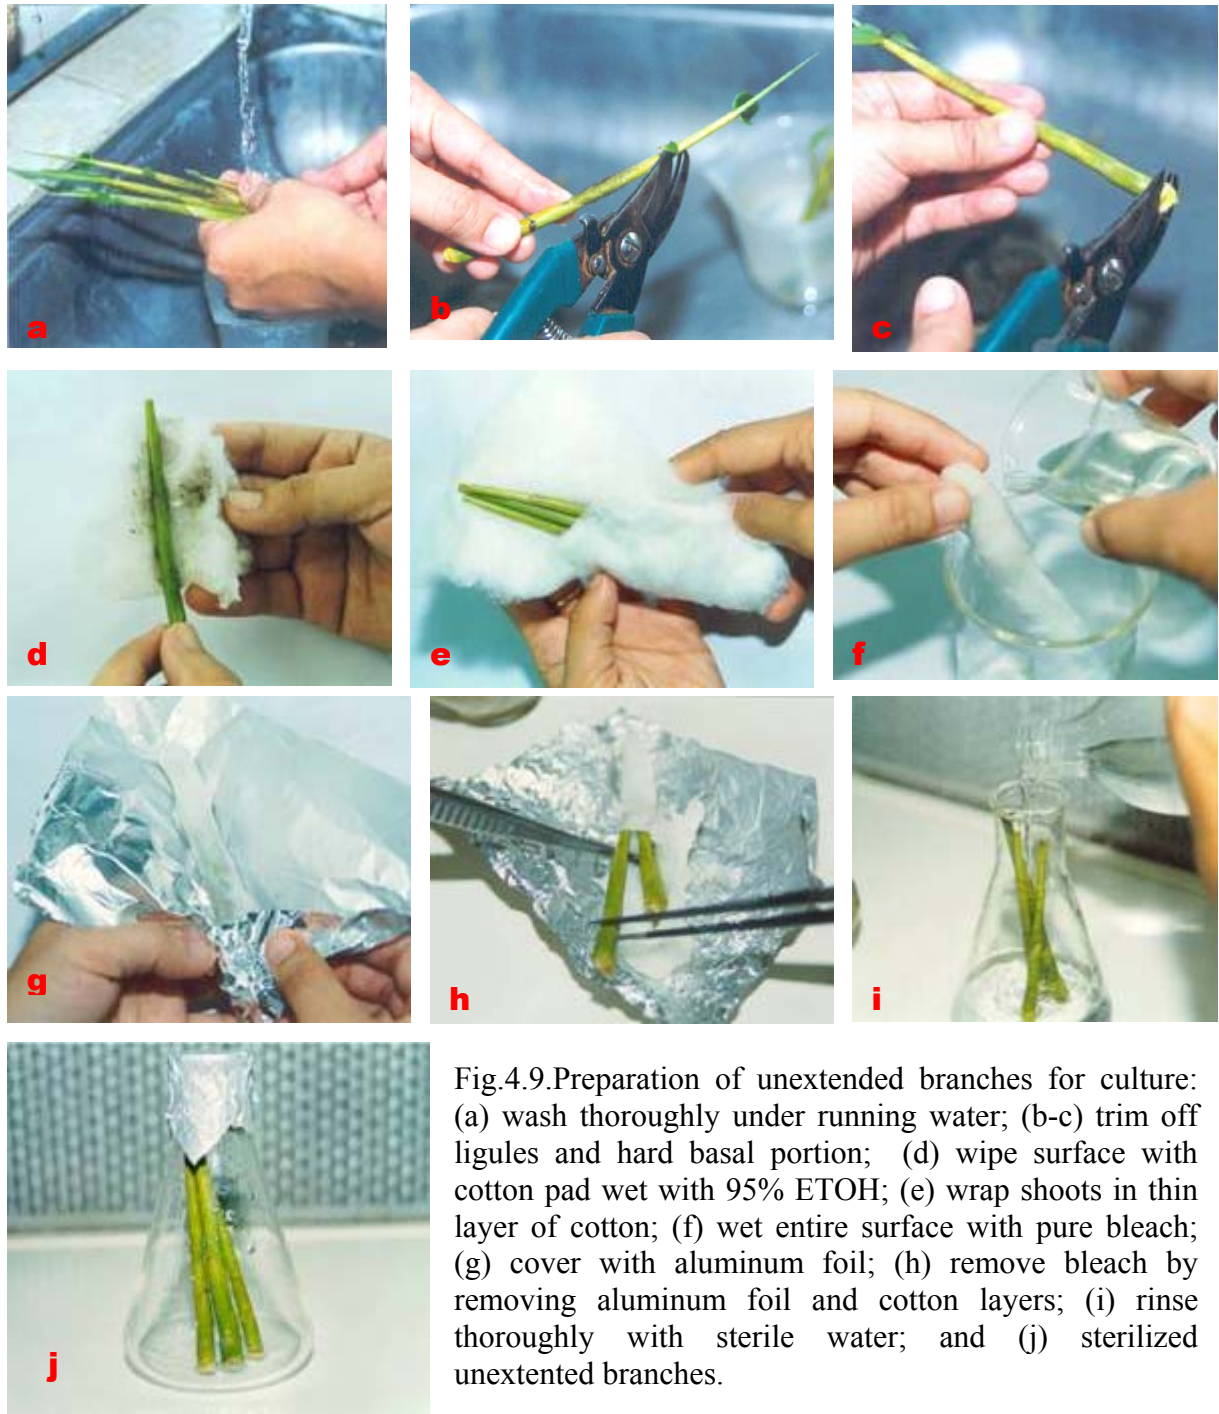 a
b
c
d
e
f
g
h
i
j
Fig.4.9.Preparation of unextended branches for culture:
(a) wash thoroughly under running water; (b-c) trim off
ligules and hard basal portion; (d) wipe surface with
cotton pad wet with 95% ETOH; (e) wrap shoots in thin
layer of cotton; (f) wet entire surface with pure bleach;
(g) cover with aluminum foil; (h) remove bleach by
removing aluminum foil and cotton layers; (i) rinse
thoroughly with sterile water; and (j) sterilized
unextented branches.